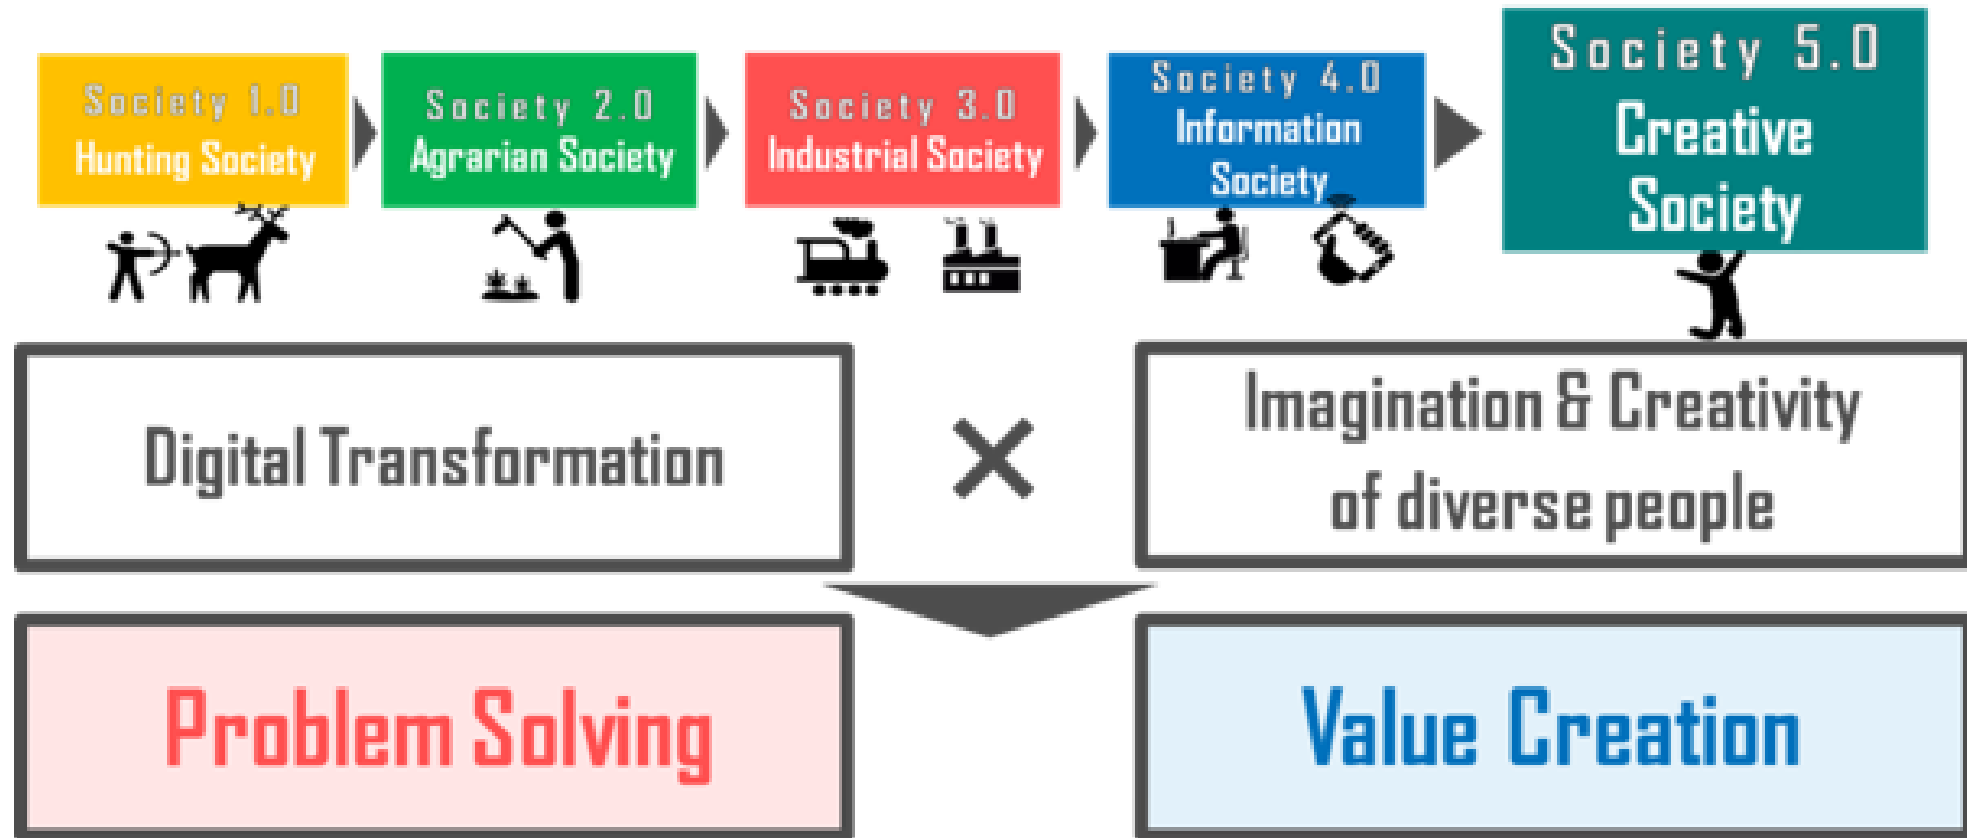 Society 1.0
Hunting Society
Society 2.0
Agrarian Society
Society 3.0
Industrial Society
Society 4.0
Information
Society
Society 5.0
Creative
Society
Digital Transformation
×
Imagination & Creativity
of diverse people
Problem Solving
Value Creation